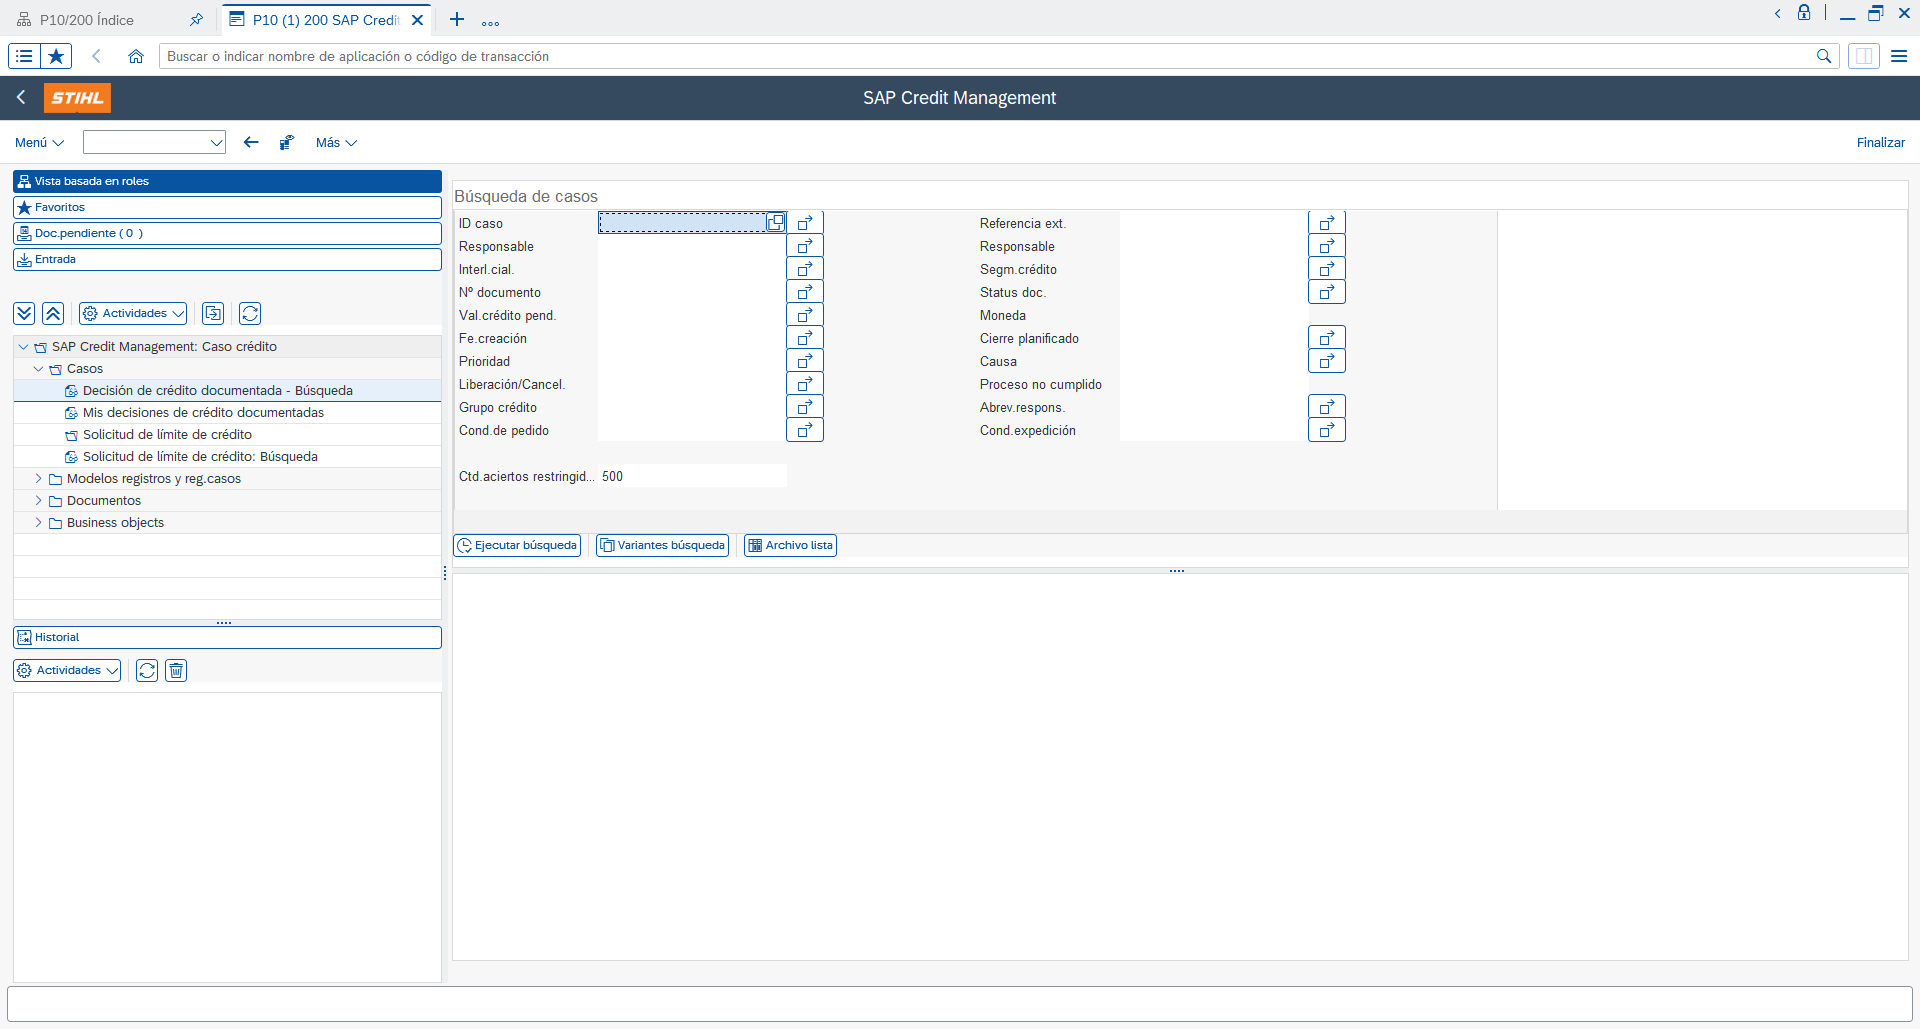 P10/200 Índice
P10 (1) 200 SAP Credit
Buscar o indicar nombre de aplicación o código de transacción
STIHL
SAP Credit Management
Menú
Más
Finalizar
Vista basada en roles
Favoritos
Doc.pendiente ( 0 )
Entrada
Actividades
SAP Credit Management: Caso crédito
Casos
Decisión de crédito documentada - Búsqueda
Mis decisiones de crédito documentadas
Solicitud de límite de crédito
Solicitud de límite de crédito: Búsqueda
Modelos registros y reg.casos
Documentos
Business objects
Historial
Actividades
Búsqueda de casos
ID caso
Referencia ext.
Responsable
Responsable
Interl.cial.
Segm.crédito
Nº documento
Status doc.
Val.crédito pend.
Moneda
Fe.creación
Cierre planificado
Prioridad
Causa
Liberación/Cancel.
Proceso no cumplido
Grupo crédito
Abrev.respons.
Cond.de pedido
Cond.expedición
Ctd.aciertos restringid... 500
Ejecutar búsqueda
Variantes búsqueda
Archivo lista